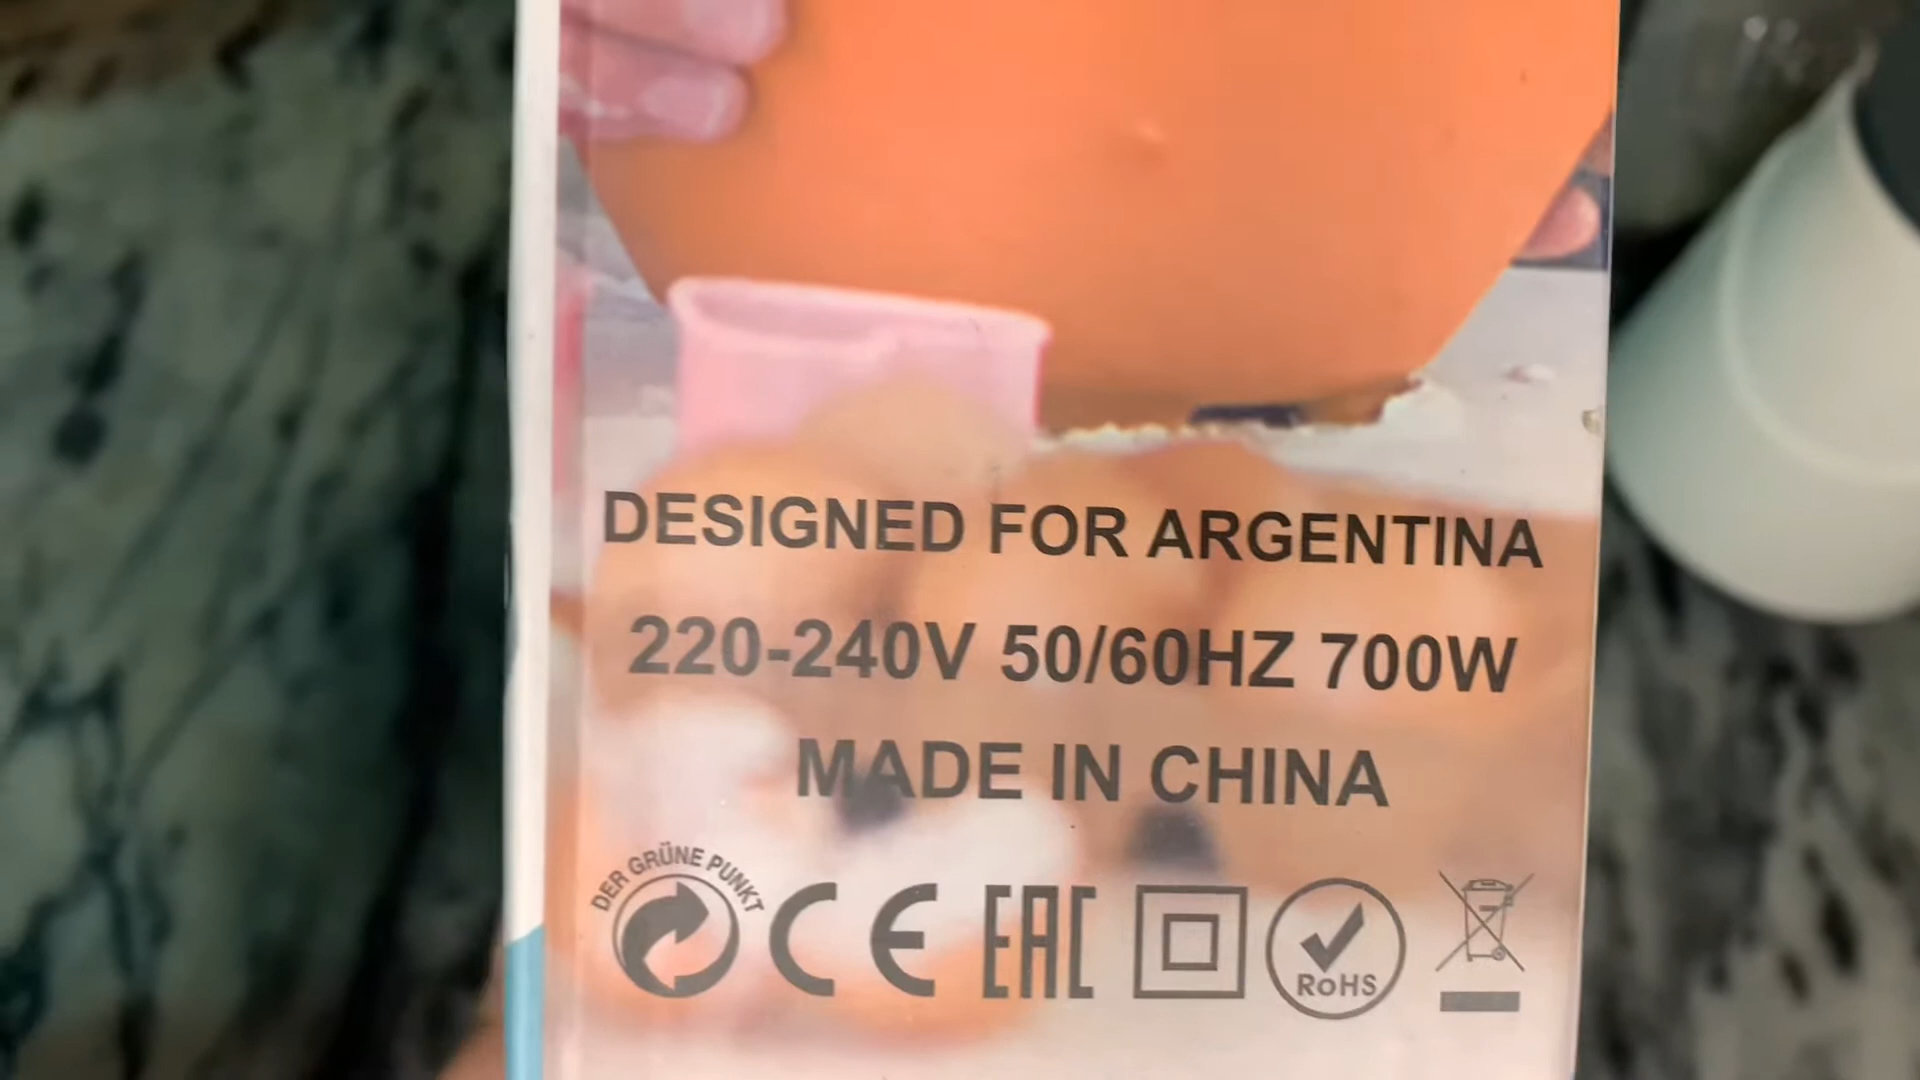 DESIGNED FOR ARGENTINA
220-240V 50/60HZ 700W
MADE IN CHINA
DER GRÜNE PUNKT
CE EAC RoHS